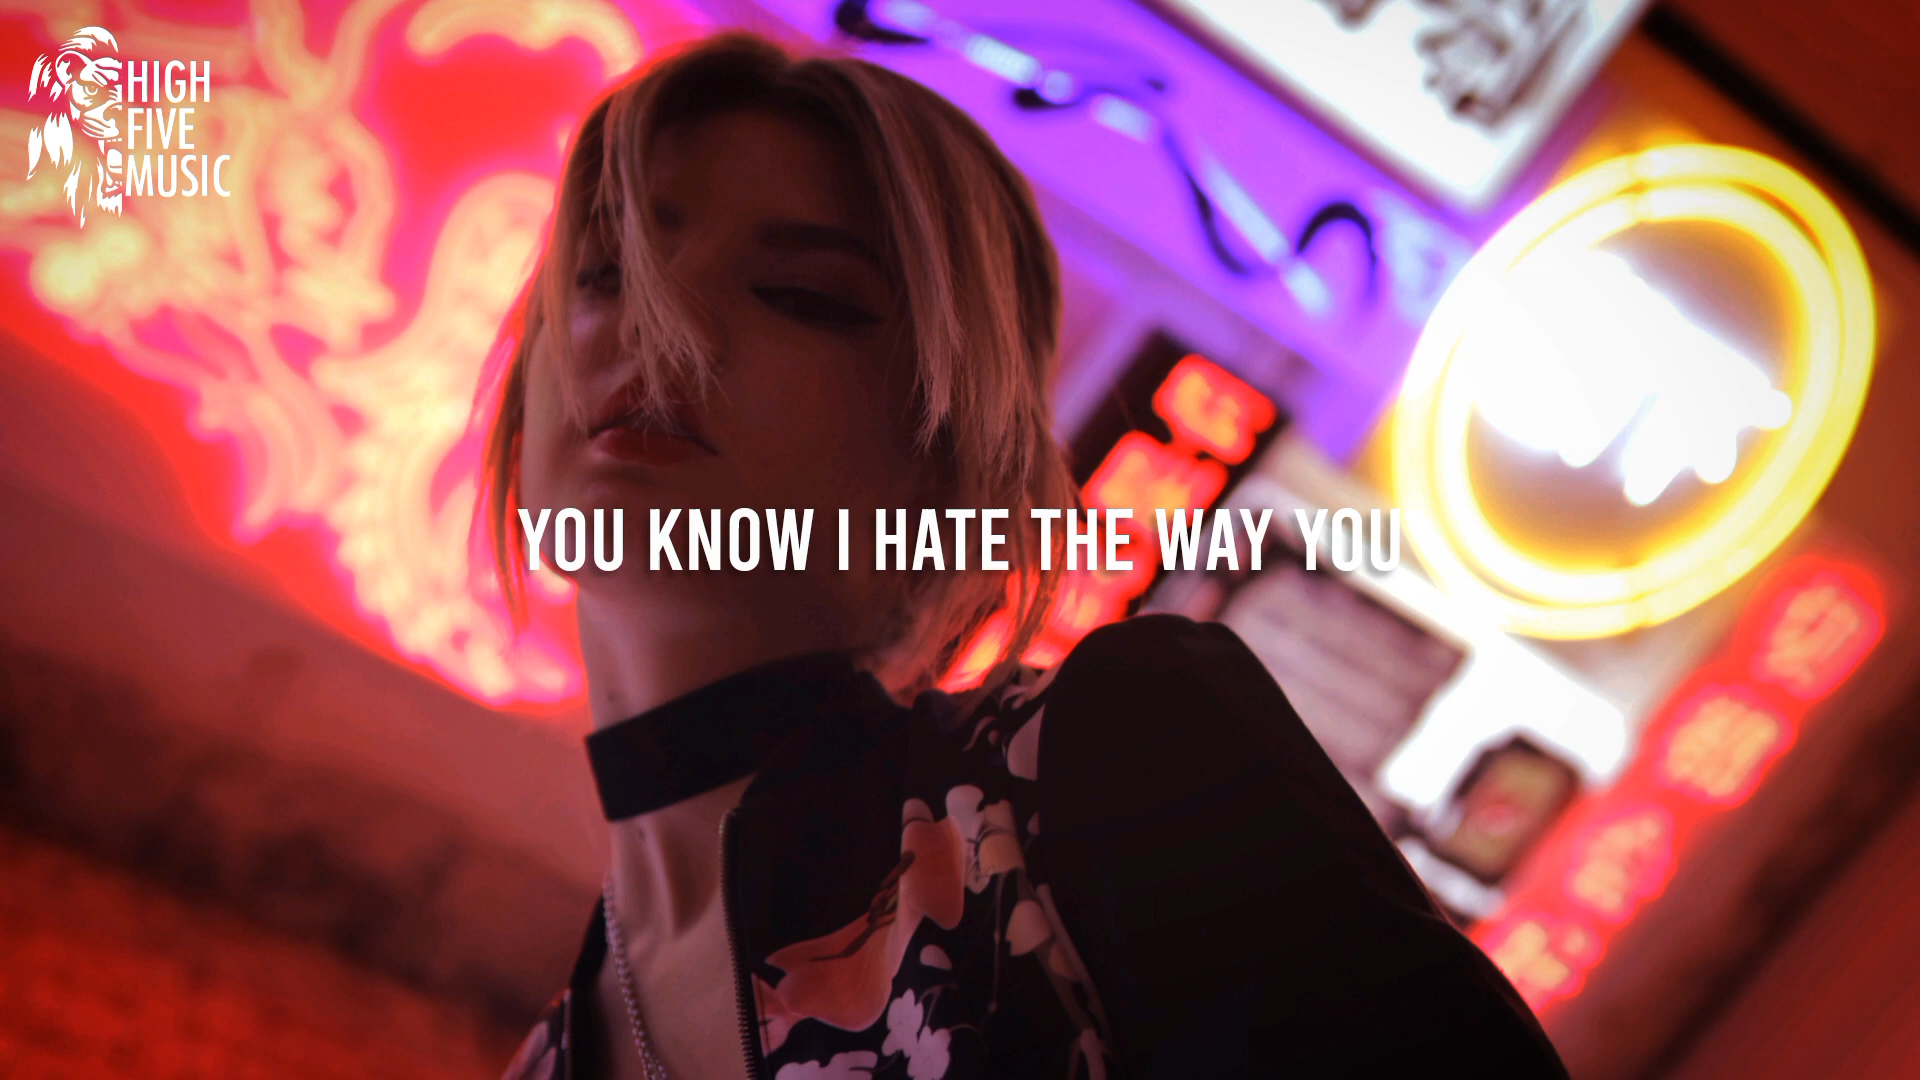 HIGH
FIVE
MUSIC
YOU KNOW I HATE THE WAY YOU